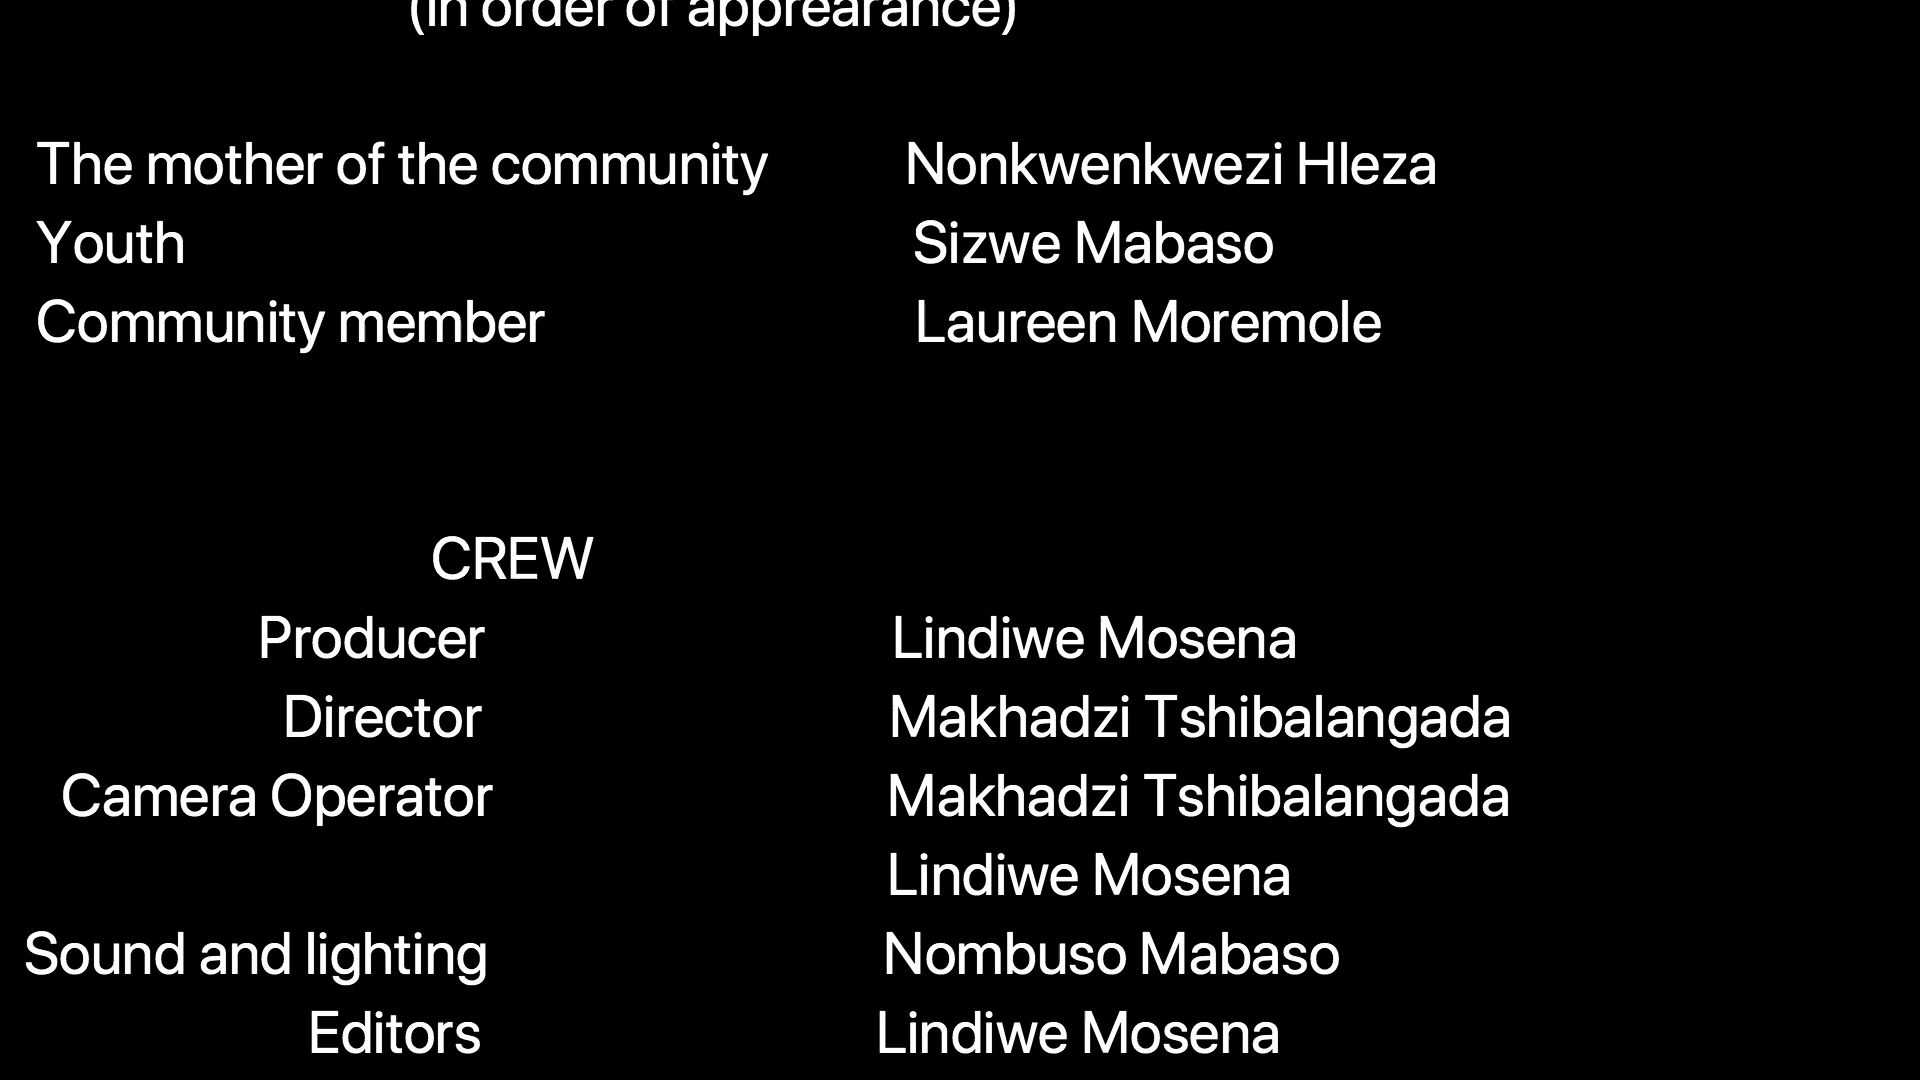 (in order of apprearance)
The mother of the community Nonkwenkwezi Hleza
Youth Sizwe Mabaso
Community member Laureen Moremole
CREW
Producer Lindiwe Mosena
Director Makhadzi Tshibalangada
Camera Operator Makhadzi Tshibalangada
Lindiwe Mosena
Sound and lighting Nombuso Mabaso
Editors Lindiwe Mosena